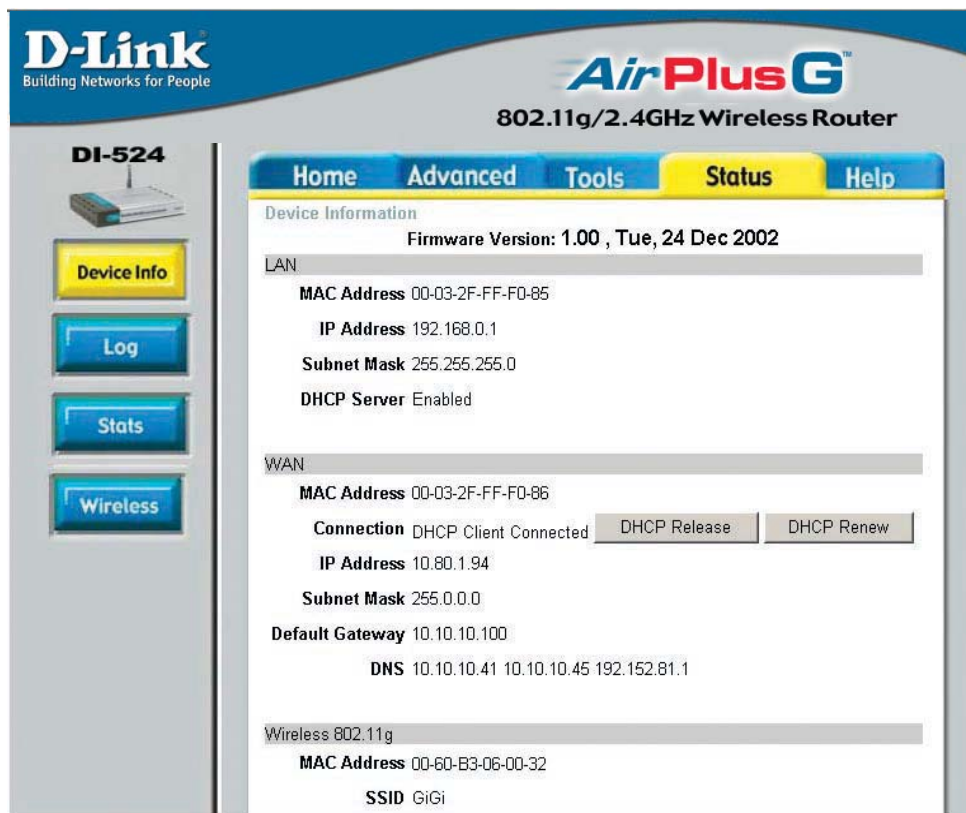 D-Link
Building Networks for People
AirPlus G™
802.11g/2.4GHz Wireless Router
DI-524
Home Advanced Tools Status Help
Device Info
Log
Stats
Wireless
Device Information
Firmware Version: 1.00 , Tue, 24 Dec 2002
LAN
MAC Address 00-03-2F-FF-F0-85
IP Address 192.168.0.1
Subnet Mask 255.255.255.0
DHCP Server Enabled
WAN
MAC Address 00-03-2F-FF-F0-86
Connection DHCP Client Connected DHCP Release DHCP Renew
IP Address 10.80.1.94
Subnet Mask 255.0.0.0
Default Gateway 10.10.10.100
DNS 10.10.10.41 10.10.10.45 192.152.81.1
Wireless 802.11g
MAC Address 00-60-B3-06-00-32
SSID GiGi